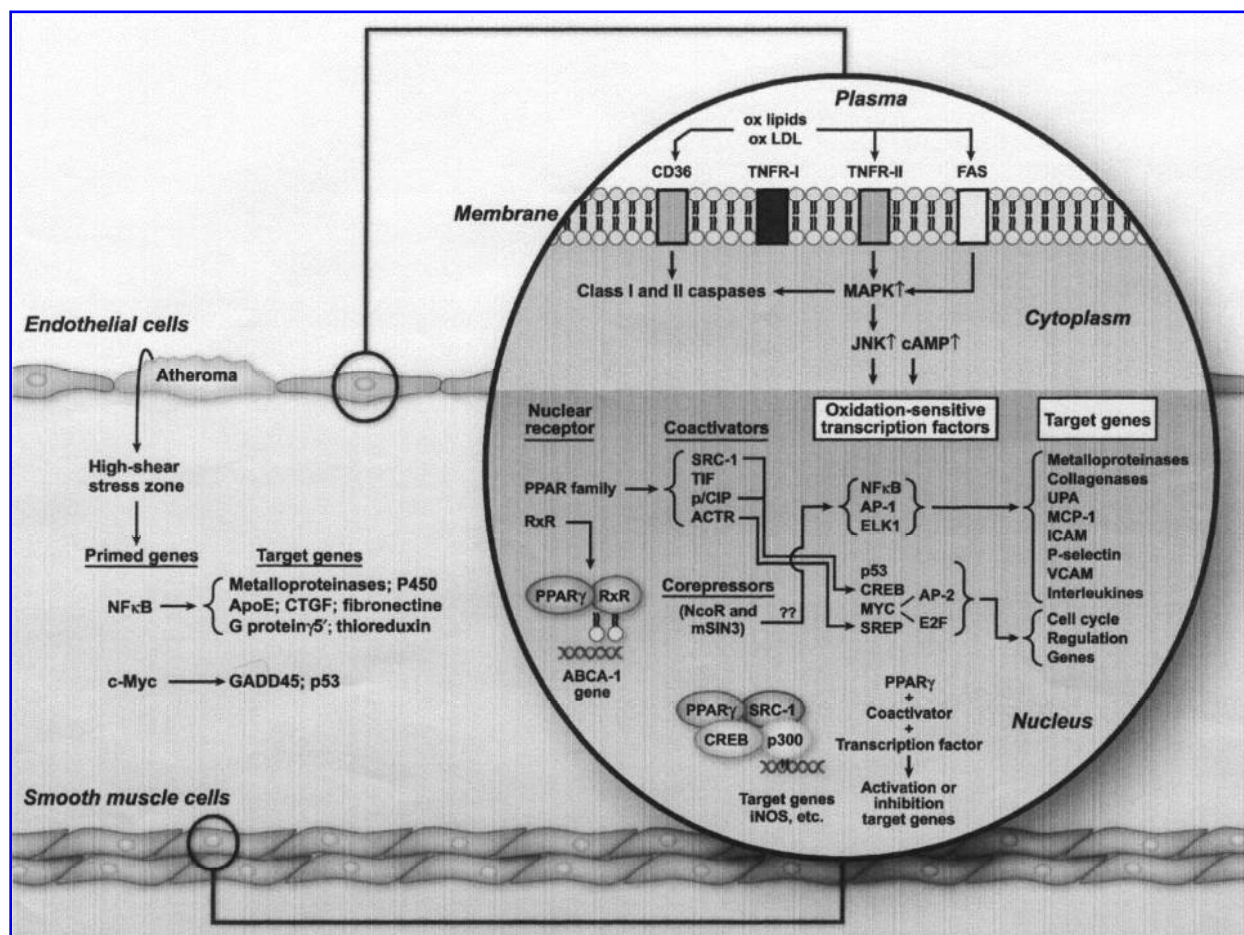 Plasma
ox lipids
ox LDL
CD36
TNFR-I
TNFR-II
FAS
Membrane
Class I and II caspases
MAPK↑
Cytoplasm
JNK↑ cAMP↑
Endothelial cells
Atheroma
High-shear
stress zone
Primed genes
Target genes
NFκB
Metalloproteinases; P450
ApoE; CTGF; fibronectine
G proteinγ5'; thioreduxin
c-Myc
GADD45; p53
Smooth muscle cells
Nuclear
receptor
Coactivators
Oxidation-sensitive
transcription factors
Target genes
PPAR family
SRC-1
TIF
p/CIP
ACTR
RxR
NFκB
AP-1
ELK1
Metalloproteinases
Collagenases
UPA
MCP-1
ICAM
P-selectin
VCAM
Interleukines
PPARγ
RxR
ABCA-1
gene
Corepressors
(NcoR and
mSIN3)
??
p53
CREB
MYC
SREP
AP-2
E2F
Cell cycle
Regulation
Genes
PPARγ
SRC-1
CREB
p300
Target genes
iNOS, etc.
PPARγ
+
Coactivator
+
Transcription factor
Activation or
inhibition
target genes
Nucleus